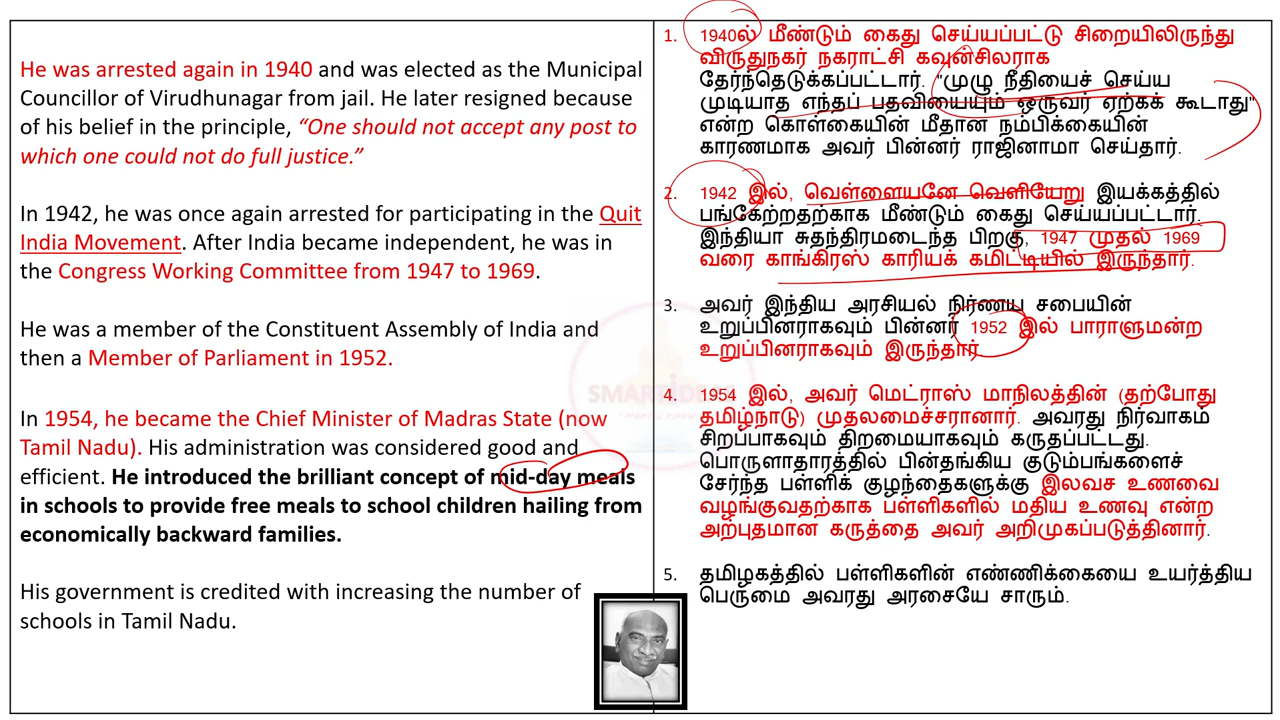 He was arrested again in 1940 and was elected as the Municipal
Councillor of Virudhunagar from jail. He later resigned because
of his belief in the principle, “One should not accept any post to
which one could not do full justice.”
In 1942, he was once again arrested for participating in the Quit
India Movement. After India became independent, he was in
the Congress Working Committee from 1947 to 1969.
He was a member of the Constituent Assembly of India and
then a Member of Parliament in 1952.
In 1954, he became the Chief Minister of Madras State (now
Tamil Nadu). His administration was considered good and
efficient. He introduced the brilliant concept of mid-day meals
in schools to provide free meals to school children hailing from
economically backward families.
His government is credited with increasing the number of
schools in Tamil Nadu.
1. 1940ல் மீண்டும் கைது செய்யப்பட்டு சிறையிலிருந்து
விருதுநகர் நகராட்சி கவுன்சிலராக
தேர்ந்தெடுக்கப்பட்டார். "முழு நீதியைச் செய்ய
முடியாத எந்தப் பதவியையும் ஒருவர் ஏற்கக் கூடாது"
என்ற கொள்கையின் மீதான நம்பிக்கையின்
காரணமாக அவர் பின்னர் ராஜினாமா செய்தார்.
2. 1942 இல், வெள்ளையனே வெளியேறு இயக்கத்தில்
பங்கேற்றதற்காக மீண்டும் கைது செய்யப்பட்டார்.
இந்தியா சுதந்திரமடைந்த பிறகு, 1947 முதல் 1969
வரை காங்கிரஸ் காரியக் கமிட்டியில் இருந்தார்.
3. அவர் இந்திய அரசியல் நிர்ணய சபையின்
உறுப்பினராகவும் பின்னர் 1952 இல் பாராளுமன்ற
உறுப்பினராகவும் இருந்தார்.
4. 1954 இல், அவர் மெட்ராஸ் மாநிலத்தின் (தற்போது
தமிழ்நாடு) முதலமைச்சரானார். அவரது நிர்வாகம்
சிறப்பாகவும் திறமையாகவும் கருதப்பட்டது.
பொருளாதாரத்தில் பின்தங்கிய குடும்பங்களைச்
சேர்ந்த பள்ளிக் குழந்தைகளுக்கு இலவச உணவை
வழங்குவதற்காக பள்ளிகளில் மதிய உணவு என்ற
அற்புதமான கருத்தை அவர் அறிமுகப்படுத்தினார்.
5. தமிழகத்தில் பள்ளிகளின் எண்ணிக்கையை உயர்த்திய
பெருமை அவரது அரசையே சாரும்.